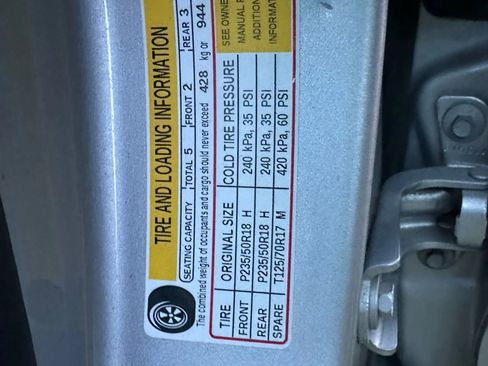 TIRE AND LOADING INFORMATION
SEATING CAPACITY TOTAL 5 FRONT 2 REAR 3
The combined weight of occupants and cargo should never exceed 428 kg or 944
TIRE ORIGINAL SIZE COLD TIRE PRESSURE SEE OWNE
FRONT P235/50R18 H 240 kPa, 35 PSI MANUAL F
REAR P235/50R18 H 240 kPa, 35 PSI ADDITION
SPARE T125/70R17 M 420 kPa, 60 PSI INFORMATI